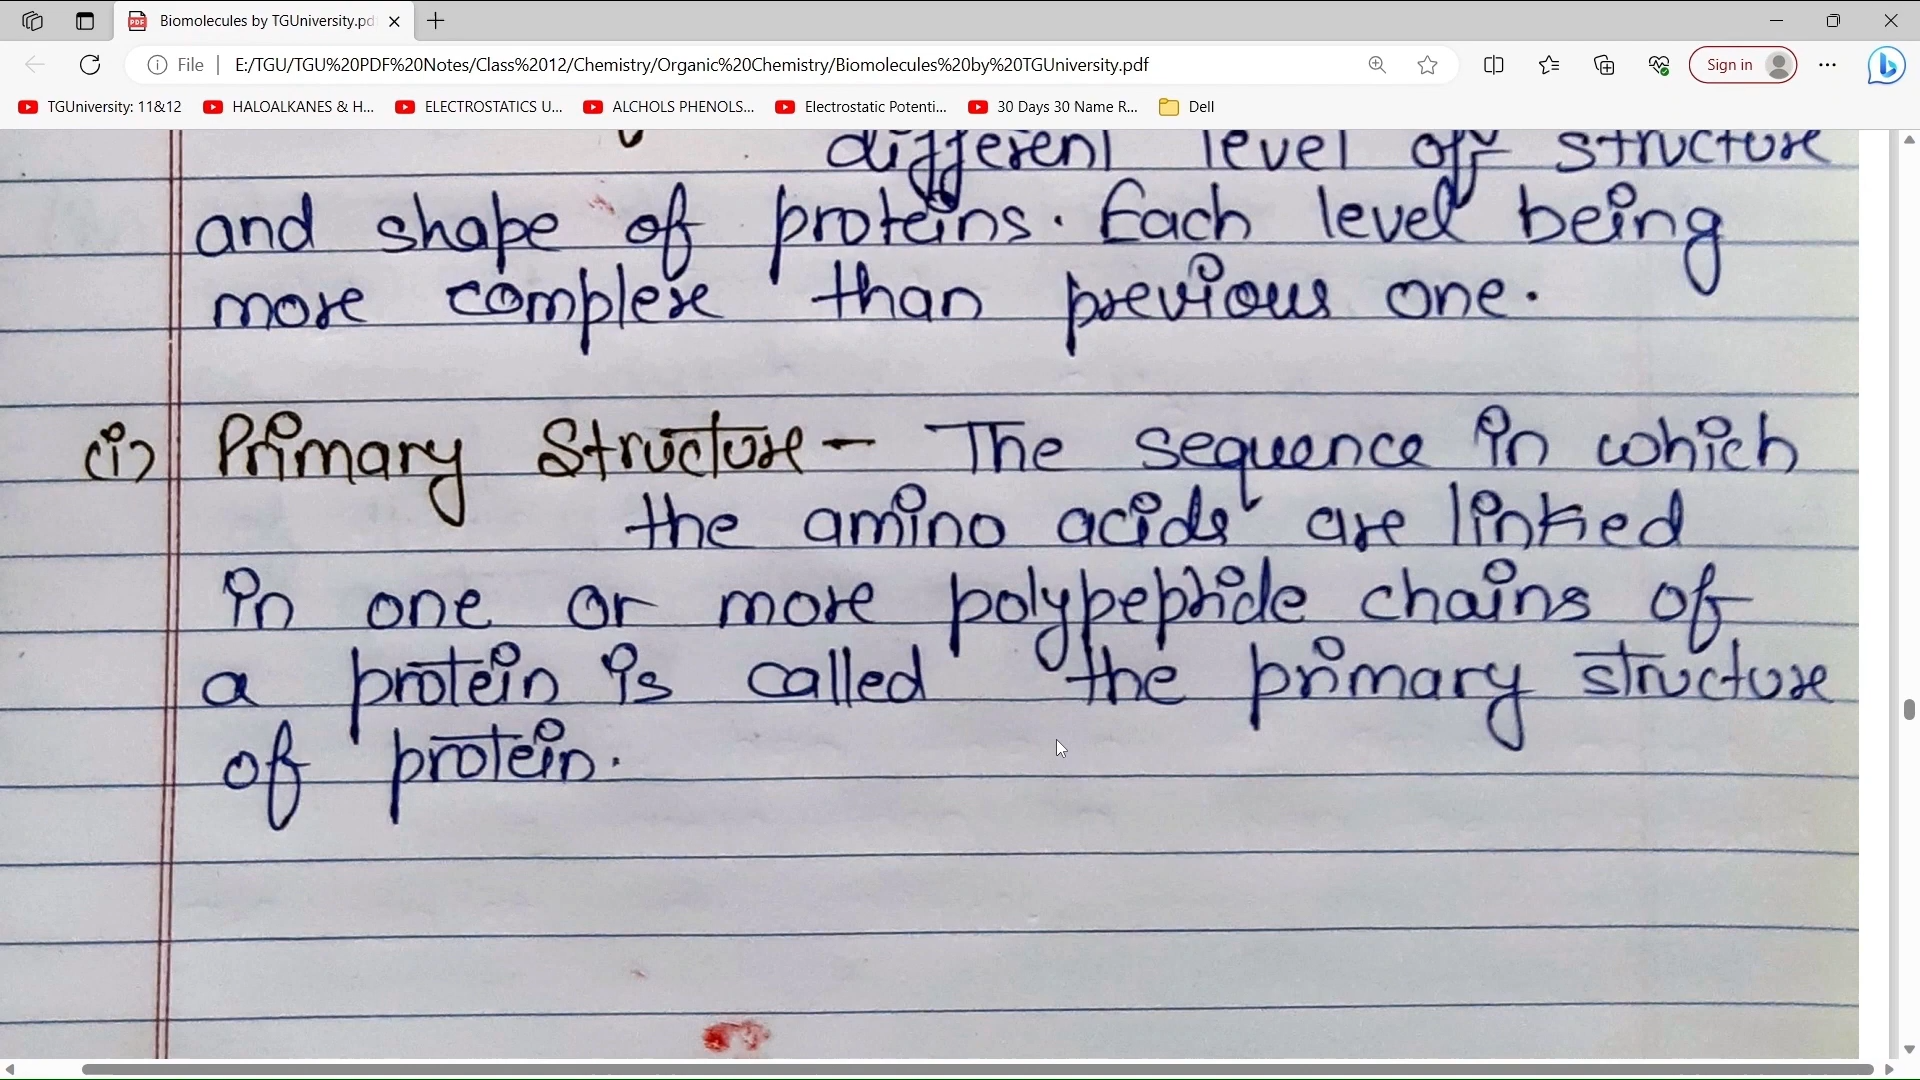 Biomolecules by TGUniversity.pd
File E:/TGU/TGU%20PDF%20Notes/Class%2012/Chemistry/Organic%20Chemistry/Biomolecules%20by%20TGUniversity.pdf Sign in
TGUniversity: 11&12 HALOALKANES & H... ELECTROSTATICS U... ALCHOLS PHENOLS... Electrostatic Potenti... 30 Days 30 Name R... Dell
different level of structure
and shape of proteins. Each level being
more complex than previous one.
(i) Primary Structure - The sequence in which
the amino acids are linked
in one or more polypeptide chains of
a protein is called the primary structure
of protein.